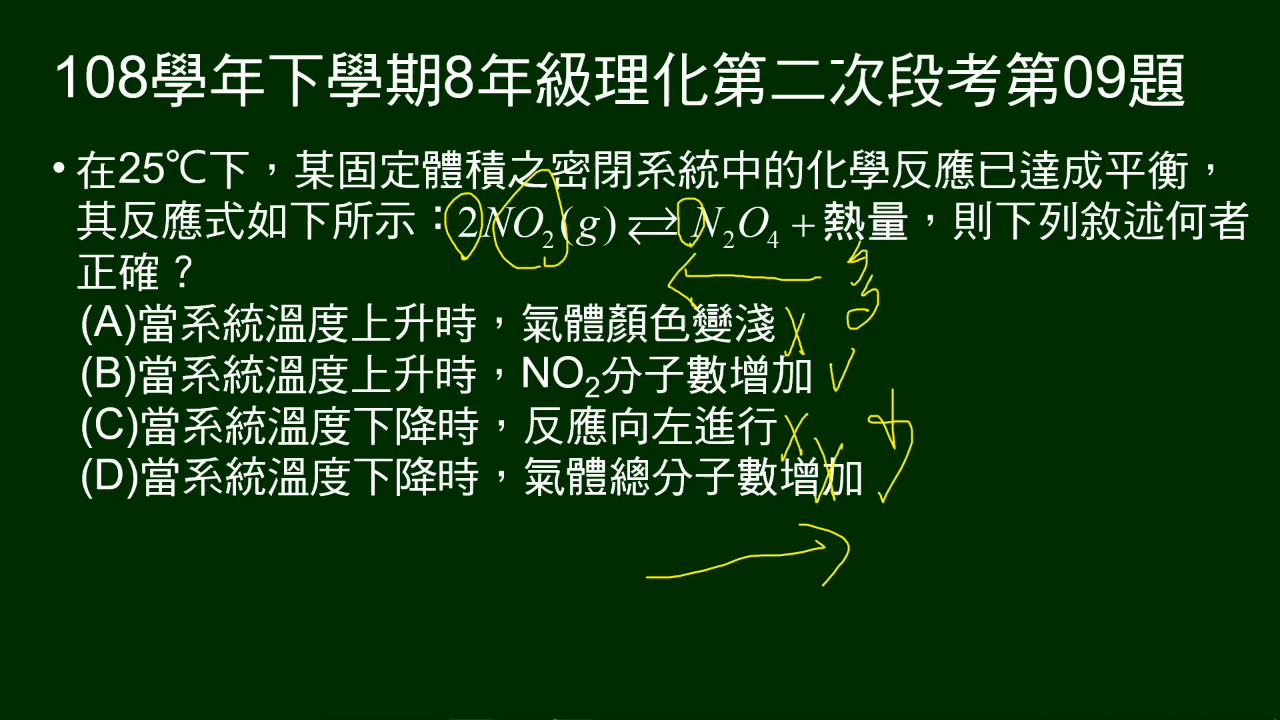 108學年下學期8年級理化第二次段考第09題
• 在25℃下，某固定體積之密閉系統中的化學反應已達成平衡，
其反應式如下所示：2NO₂(g) ⇄ N₂O₄ + 熱量，則下列敘述何者
正確？
(A)當系統溫度上升時，氣體顏色變淺 X
(B)當系統溫度上升時，NO₂分子數增加 V
(C)當系統溫度下降時，反應向左進行 X
(D)當系統溫度下降時，氣體總分子數增加 X